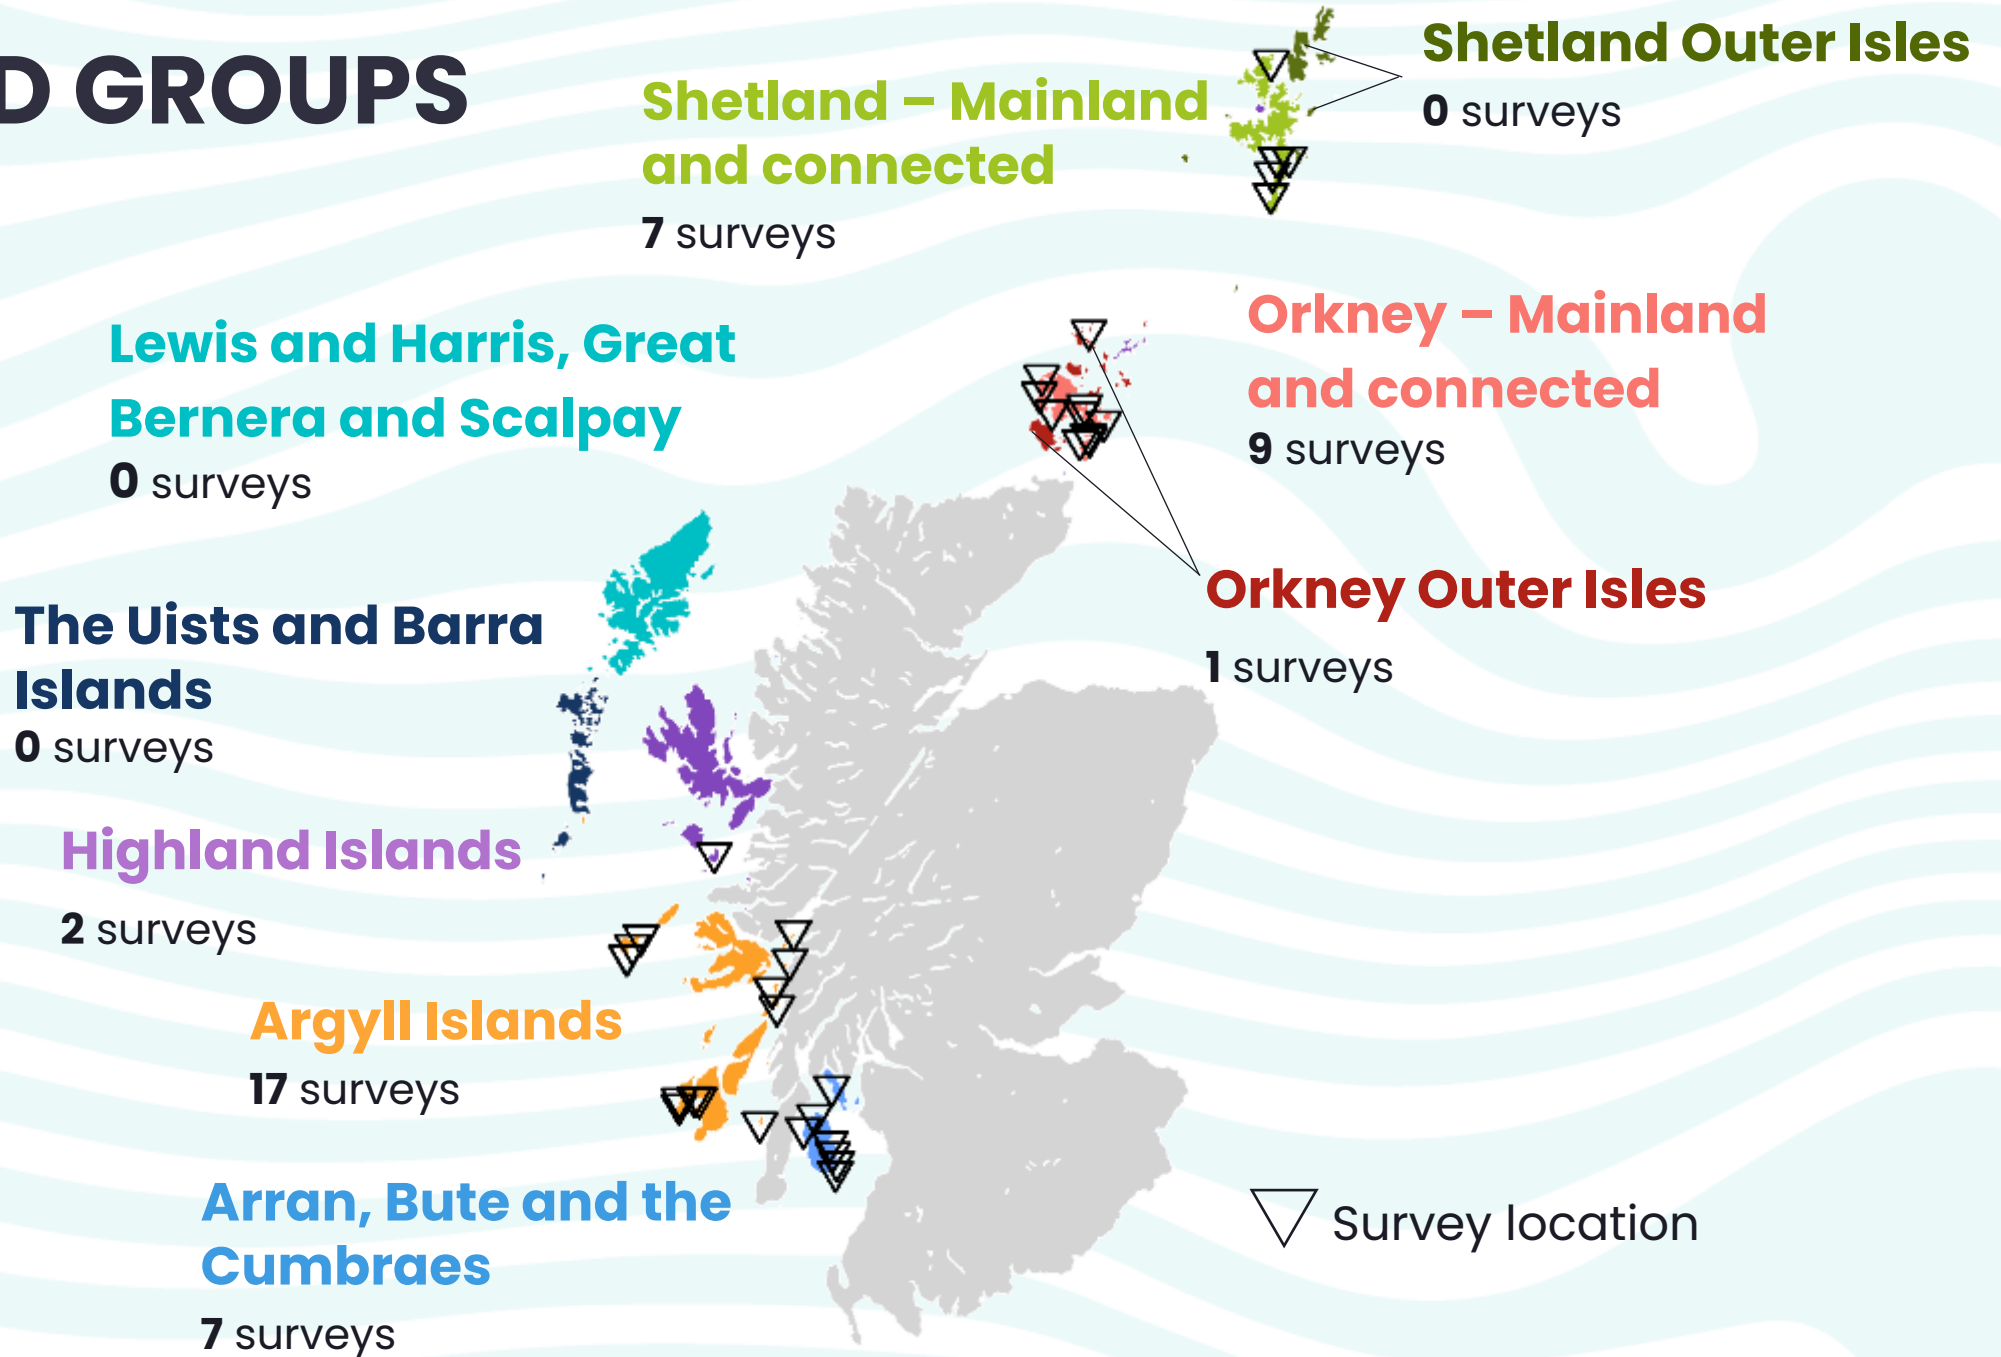 D GROUPS
Shetland Outer Isles
0 surveys
Shetland – Mainland
and connected
7 surveys
Orkney – Mainland
and connected
9 surveys
Lewis and Harris, Great
Bernera and Scalpay
0 surveys
Orkney Outer Isles
1 surveys
The Uists and Barra
Islands
0 surveys
Highland Islands
2 surveys
Argyll Islands
17 surveys
Arran, Bute and the
Cumbraes
7 surveys
Survey location